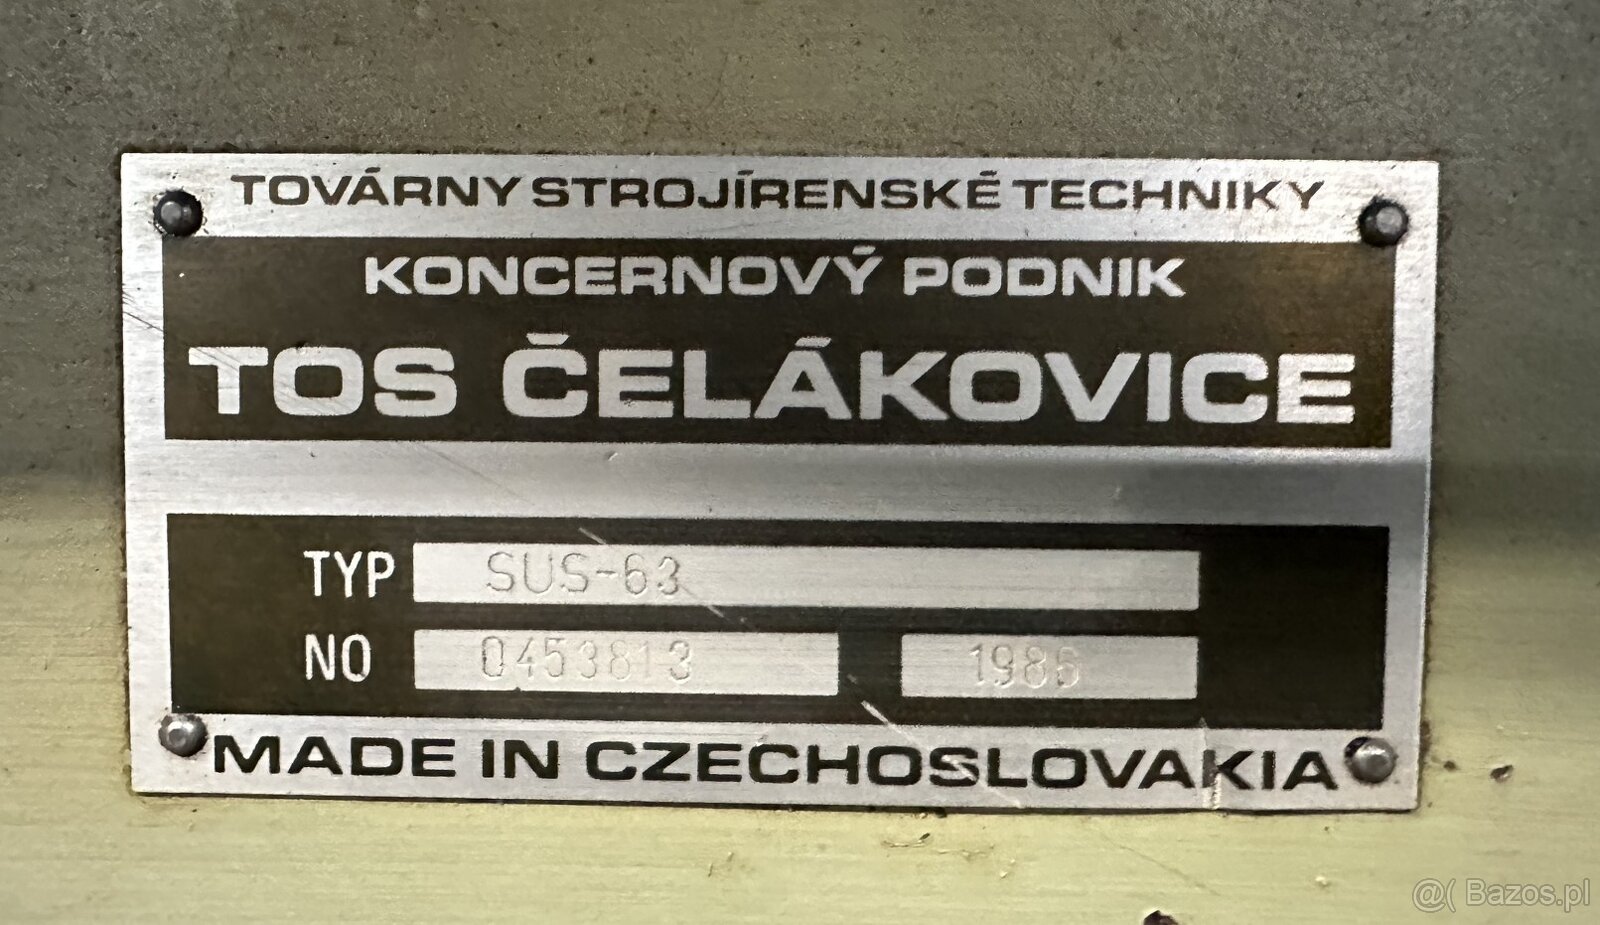 TOVÁRNY STROJÍRENSKÉ TECHNIKY
KONCERNOVÝ PODNIK
TOS ČELÁKOVICE
TYP SUS-63
NO 0453813 1986
MADE IN CZECHOSLOVAKIA
@( Bazos.pl